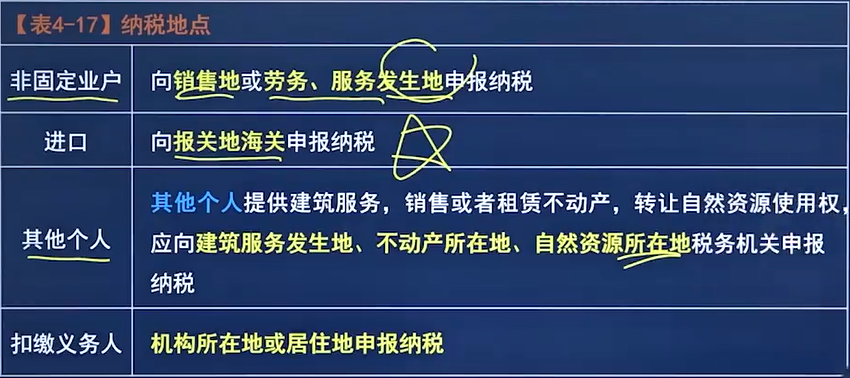 【表4-17】纳税地点
非固定业户
向销售地或劳务、服务发生地申报纳税
进口
向报关地海关申报纳税
其他个人
其他个人提供建筑服务，销售或者租赁不动产，转让自然资源使用权，
应向建筑服务发生地、不动产所在地、自然资源所在地税务机关申报
纳税
扣缴义务人
机构所在地或居住地申报纳税